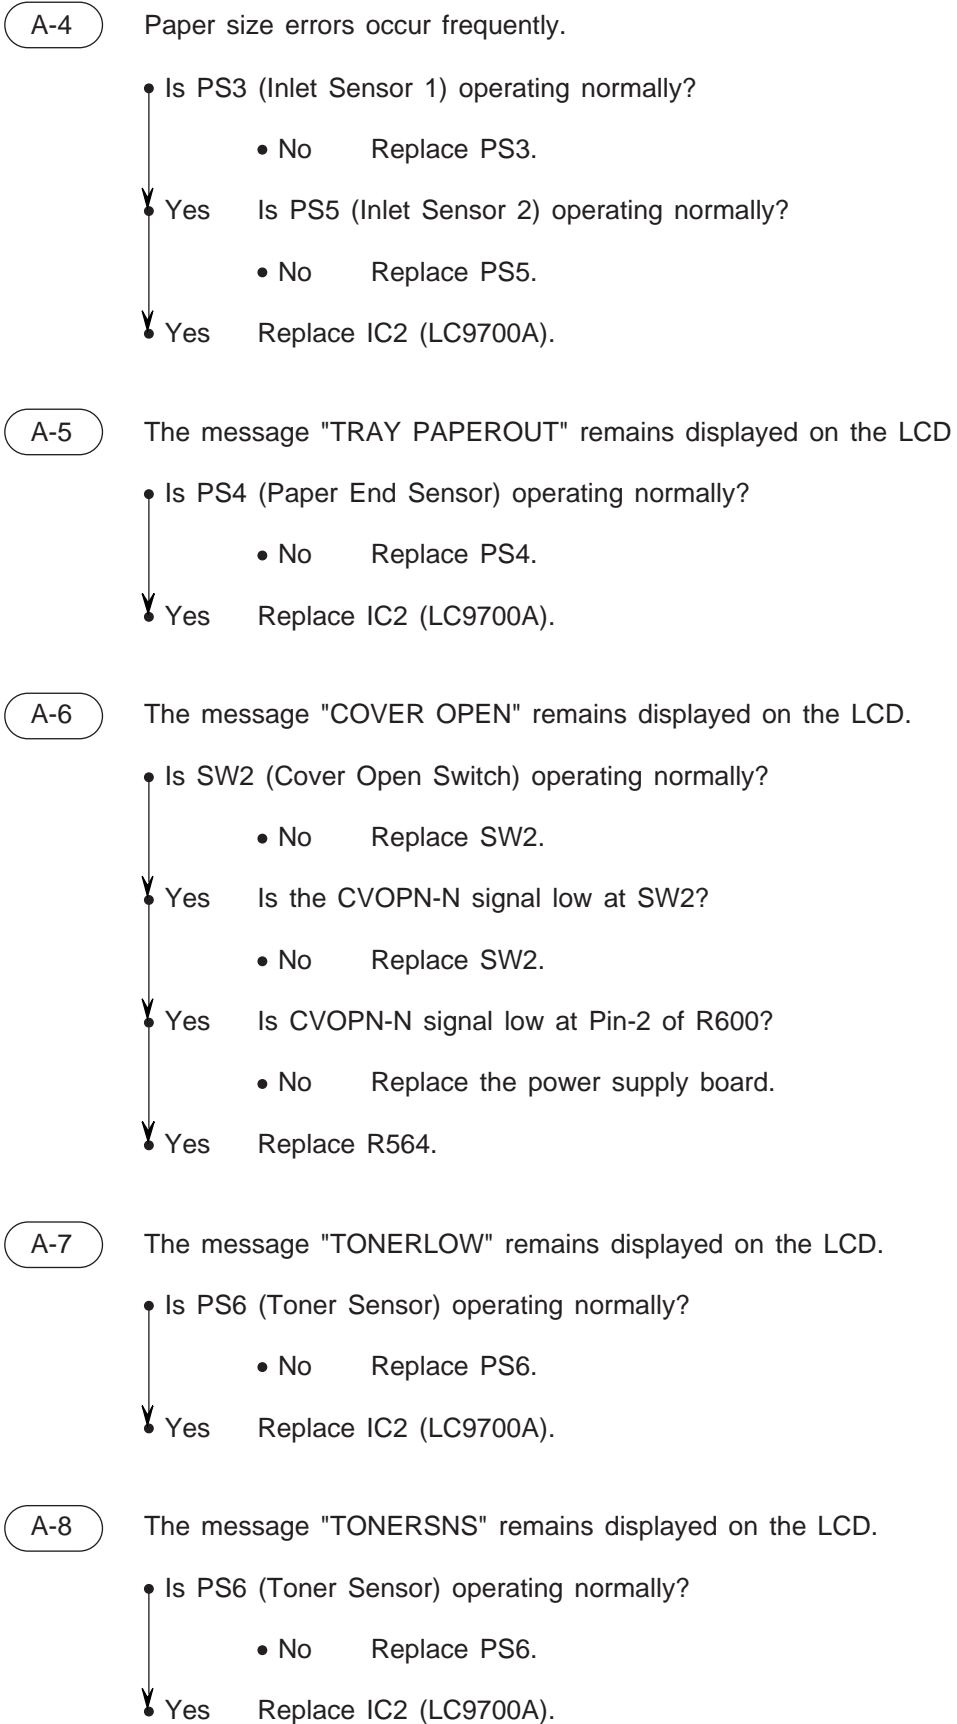 A-4 Paper size errors occur frequently.
Is PS3 (Inlet Sensor 1) operating normally?
No Replace PS3.
Yes Is PS5 (Inlet Sensor 2) operating normally?
No Replace PS5.
Yes Replace IC2 (LC9700A).
A-5 The message "TRAY PAPEROUT" remains displayed on the LCD
Is PS4 (Paper End Sensor) operating normally?
No Replace PS4.
Yes Replace IC2 (LC9700A).
A-6 The message "COVER OPEN" remains displayed on the LCD.
Is SW2 (Cover Open Switch) operating normally?
No Replace SW2.
Yes Is the CVOPN-N signal low at SW2?
No Replace SW2.
Yes Is CVOPN-N signal low at Pin-2 of R600?
No Replace the power supply board.
Yes Replace R564.
A-7 The message "TONERLOW" remains displayed on the LCD.
Is PS6 (Toner Sensor) operating normally?
No Replace PS6.
Yes Replace IC2 (LC9700A).
A-8 The message "TONERSNS" remains displayed on the LCD.
Is PS6 (Toner Sensor) operating normally?
No Replace PS6.
Yes Replace IC2 (LC9700A).